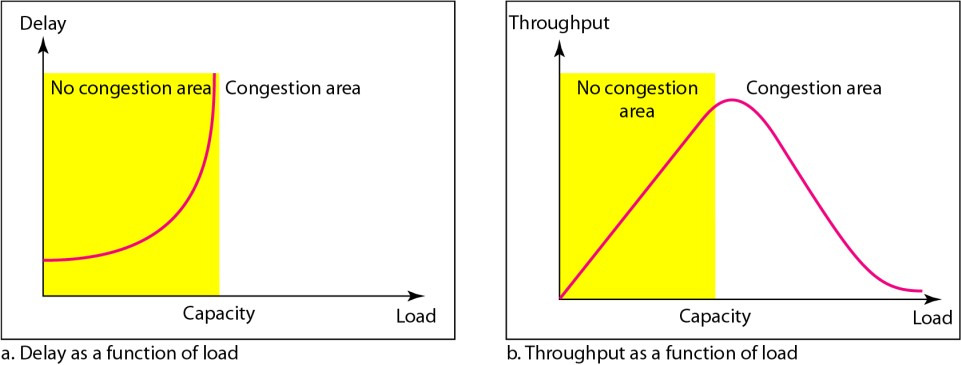 Delay
No congestion area
Congestion area
Capacity
Load
a. Delay as a function of load
Throughput
No congestion
area
Congestion area
Capacity
Load
b. Throughput as a function of load